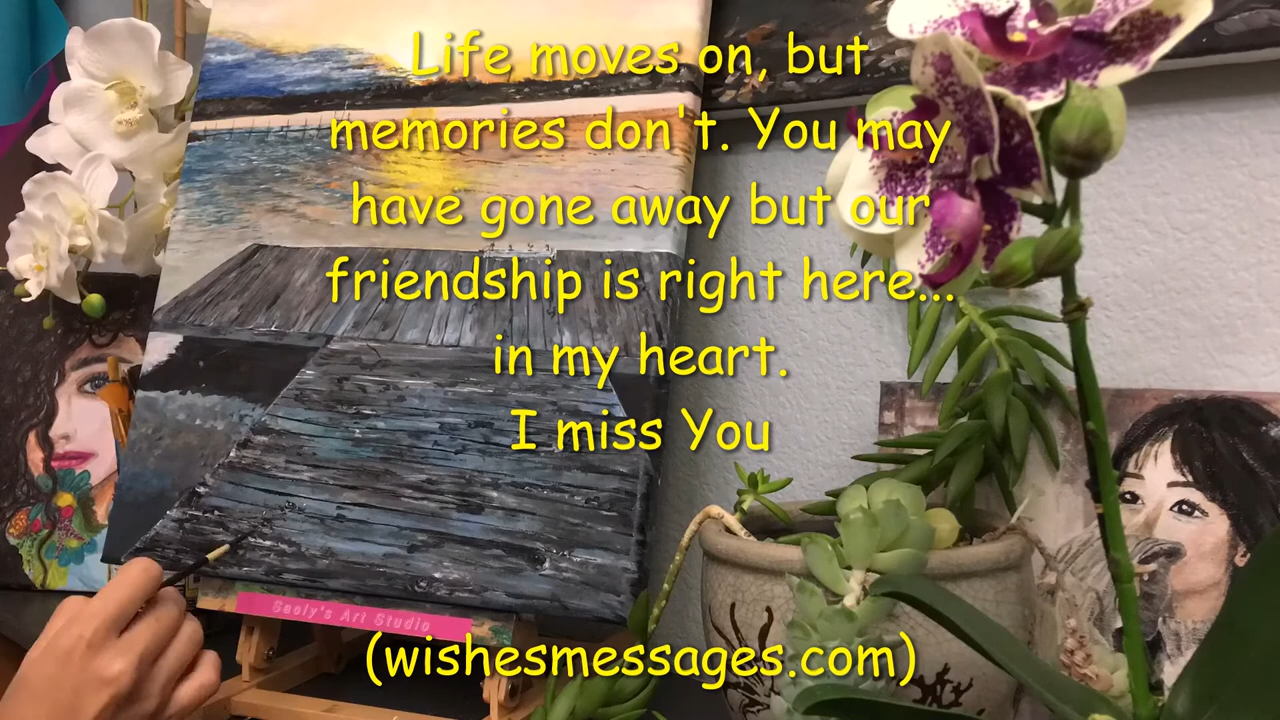 Life moves on, but
memories don't. You may
have gone away but our
friendship is right here...
in my heart.
I miss You
Saoly's Art Studio
(wishesmessages.com)